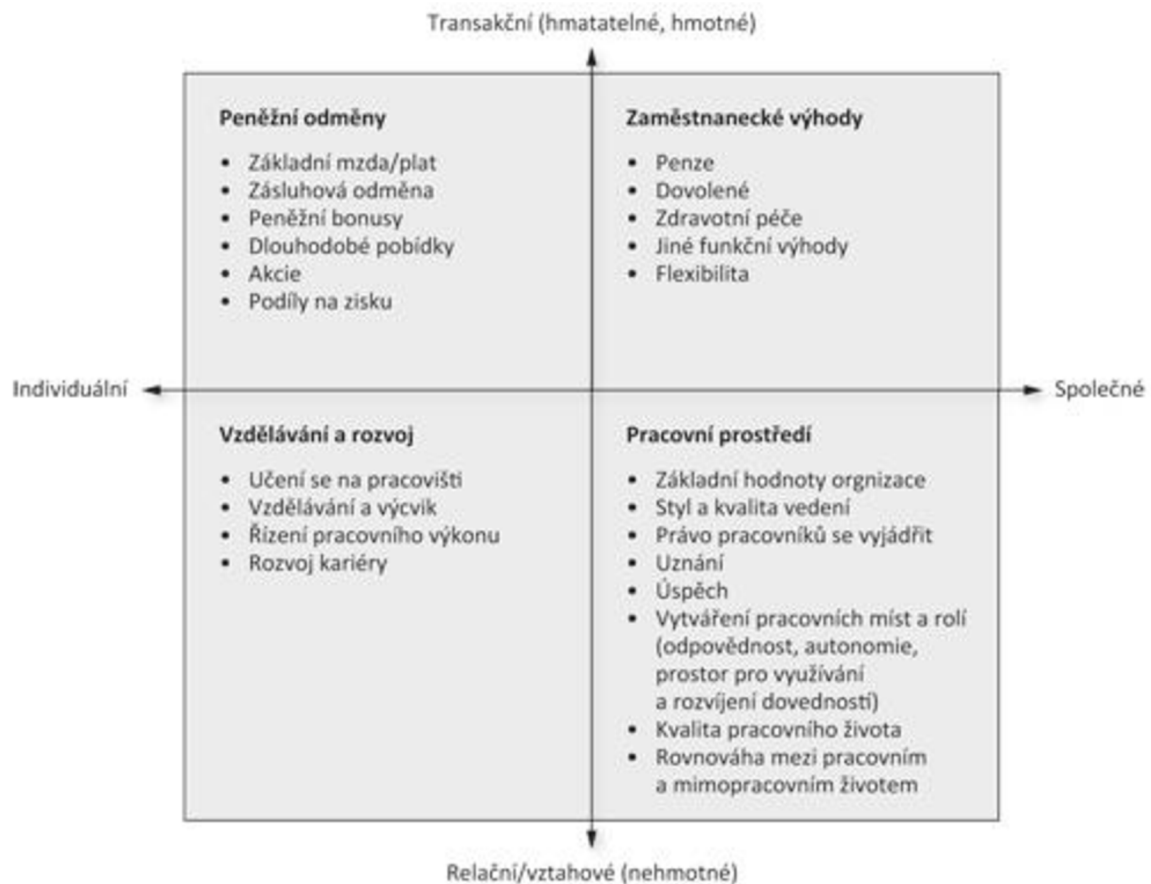 Transakční (hmatatelné, hmotné)
Peněžní odměny
• Základní mzda/plat
• Zásluhová odměna
• Peněžní bonusy
• Dlouhodobé pobídky
• Akcie
• Podíly na zisku
Zaměstnanecké výhody
• Penze
• Dovolené
• Zdravotní péče
• Jiné funkční výhody
• Flexibilita
Individuální
Společné
Vzdělávání a rozvoj
• Učení se na pracovišti
• Vzdělávání a výcvik
• Řízení pracovního výkonu
• Rozvoj kariéry
Pracovní prostředí
• Základní hodnoty orgnizace
• Styl a kvalita vedení
• Právo pracovníků se vyjádřit
• Uznání
• Úspěch
• Vytváření pracovních míst a rolí
(odpovědnost, autonomie,
prostor pro využívání
a rozvíjení dovedností)
• Kvalita pracovního života
• Rovnováha mezi pracovním
a mimopracovním životem
Relační/vztahové (nehmotné)